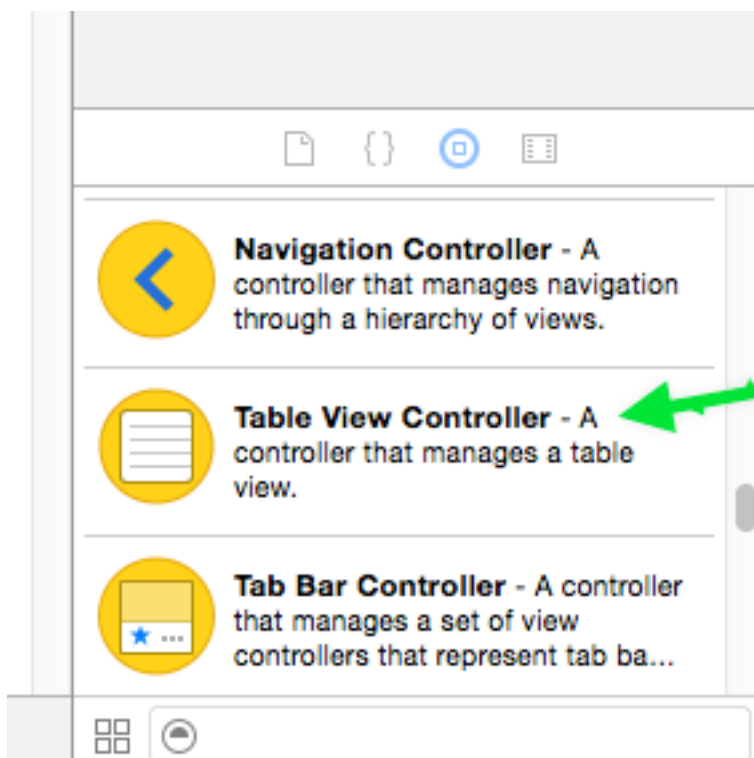 Navigation Controller - A
controller that manages navigation
through a hierarchy of views.
Table View Controller - A
controller that manages a table
view.
Tab Bar Controller - A controller
that manages a set of view
controllers that represent tab ba...